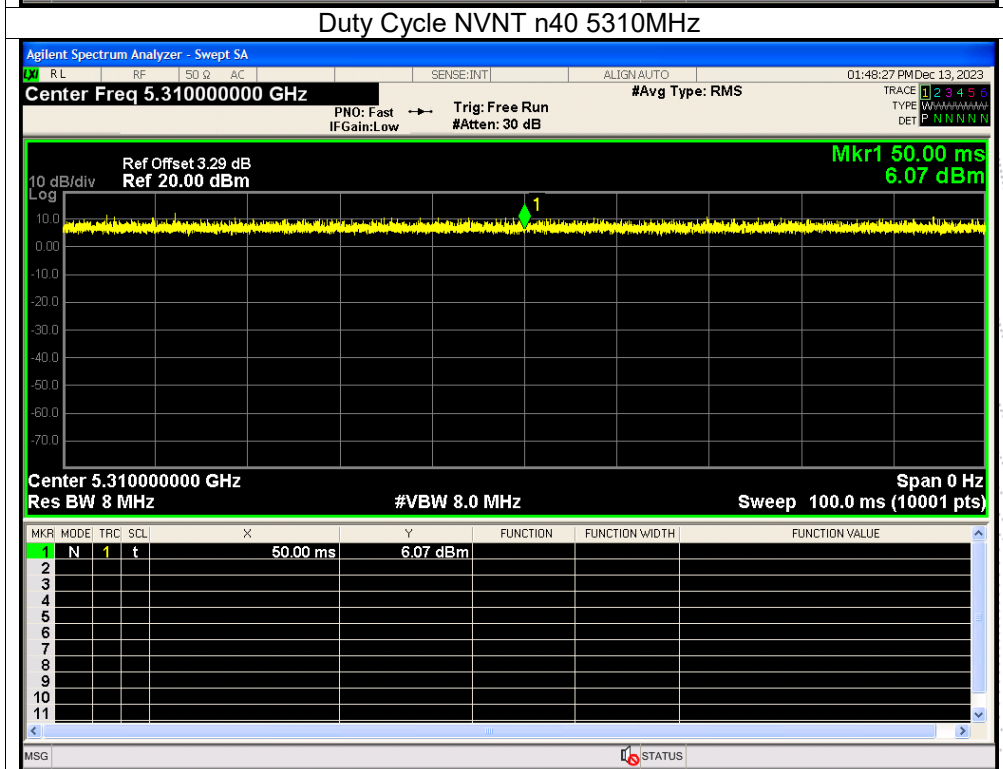 Duty Cycle NVNT n40 5310MHz
Agilent Spectrum Analyzer - Swept SA
LXI RL RF 50 Ω AC SENSE:INT ALIGN AUTO 01:48:27 PM Dec 13, 2023
Center Freq 5.310000000 GHz #Avg Type: RMS TRACE 1 2 3 4 5 6
PNO: Fast Trig: Free Run TYPE WWWWWW
IFGain:Low #Atten: 30 dB DET P N N N N N
Mkr1 50.00 ms
Ref Offset 3.29 dB
10 dB/div Ref 20.00 dBm 6.07 dBm
Log
1
10.0
0.00
-10.0
-20.0
-30.0
-40.0
-50.0
-60.0
-70.0
Center 5.310000000 GHz Span 0 Hz
Res BW 8 MHz #VBW 8.0 MHz Sweep 100.0 ms (10001 pts)
MKR MODE TRC SCL X Y FUNCTION FUNCTION WIDTH FUNCTION VALUE
1 N 1 t 50.00 ms 6.07 dBm
2
3
4
5
6
7
8
9
10
11
MSG STATUS